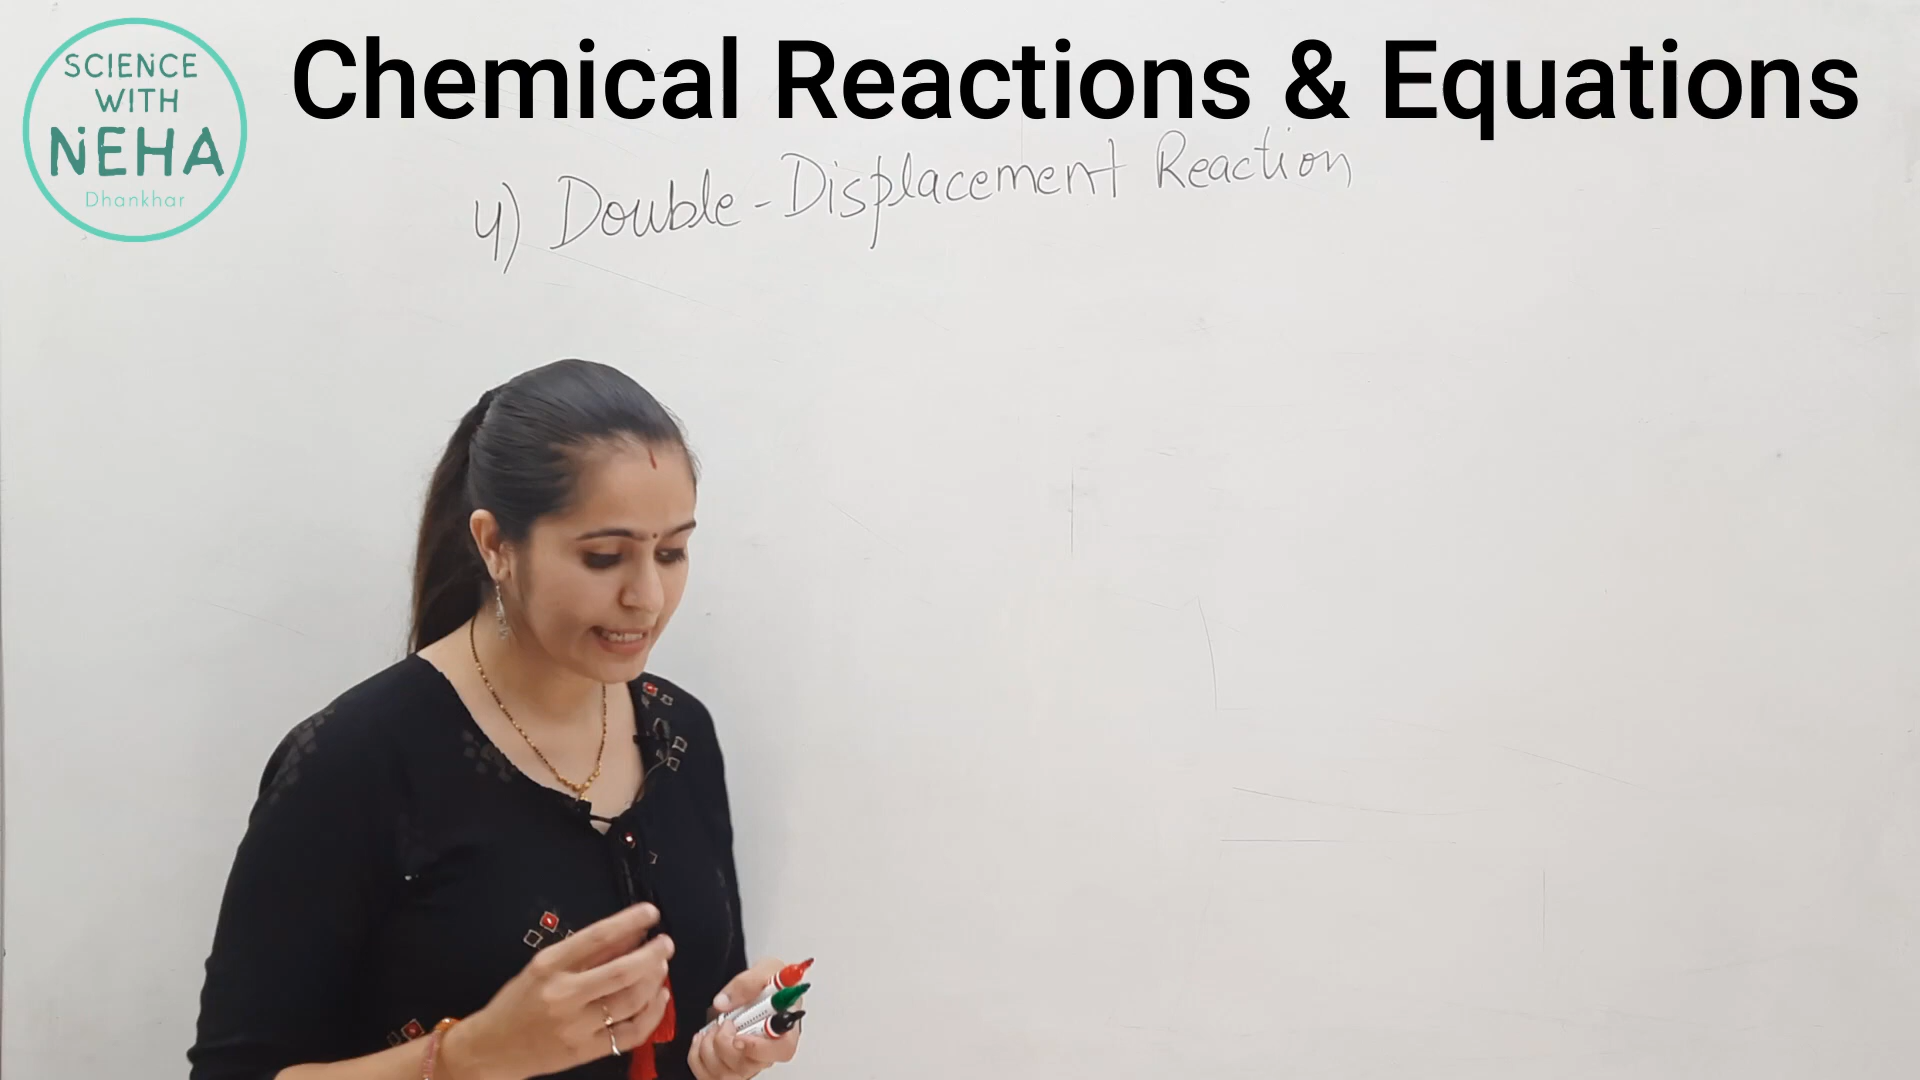 SCIENCE
WITH
NEHA
Dhankhar
Chemical Reactions & Equations
4) Double-Displacement Reaction